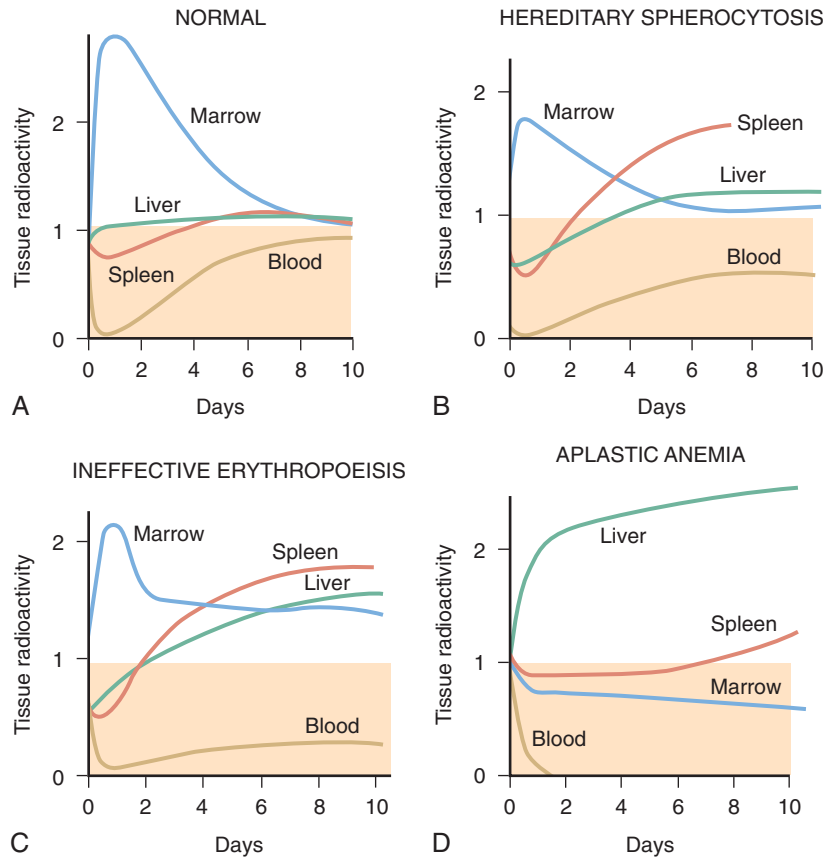 NORMAL
Tissue radioactivity
2
1
0
Marrow
Liver
Spleen
Blood
0 2 4 6 8 10
Days
A
HEREDITARY SPHEROCYTOSIS
Tissue radioactivity
2
1
0
Marrow
Spleen
Liver
Blood
0 2 4 6 8 10
Days
B
INEFFECTIVE ERYTHROPOEISIS
Tissue radioactivity
2
1
0
Marrow
Spleen
Liver
Blood
0 2 4 6 8 10
Days
C
APLASTIC ANEMIA
Tissue radioactivity
2
1
0
Liver
Spleen
Marrow
Blood
0 2 4 6 8 10
Days
D